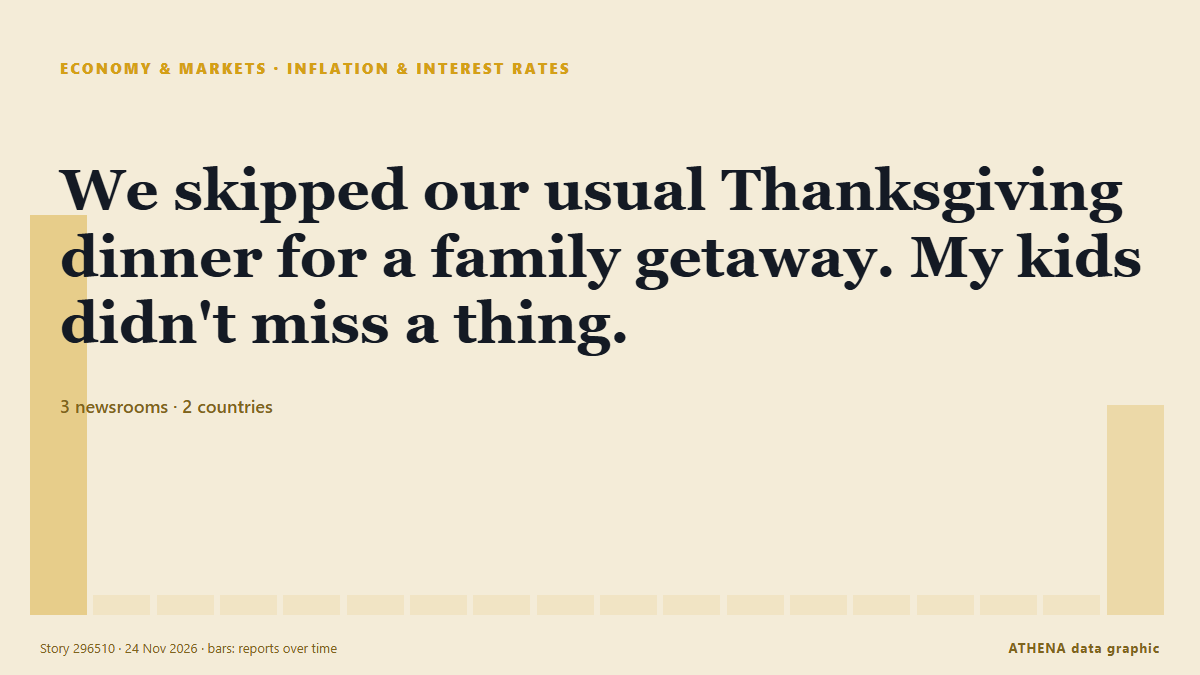 ECONOMY & MARKETS · INFLATION & INTEREST RATES
We skipped our usual Thanksgiving
dinner for a family getaway. My kids
didn't miss a thing.
3 newsrooms · 2 countries
Story 296510 · 24 Nov 2026 · bars: reports over time
ATHENA data graphic